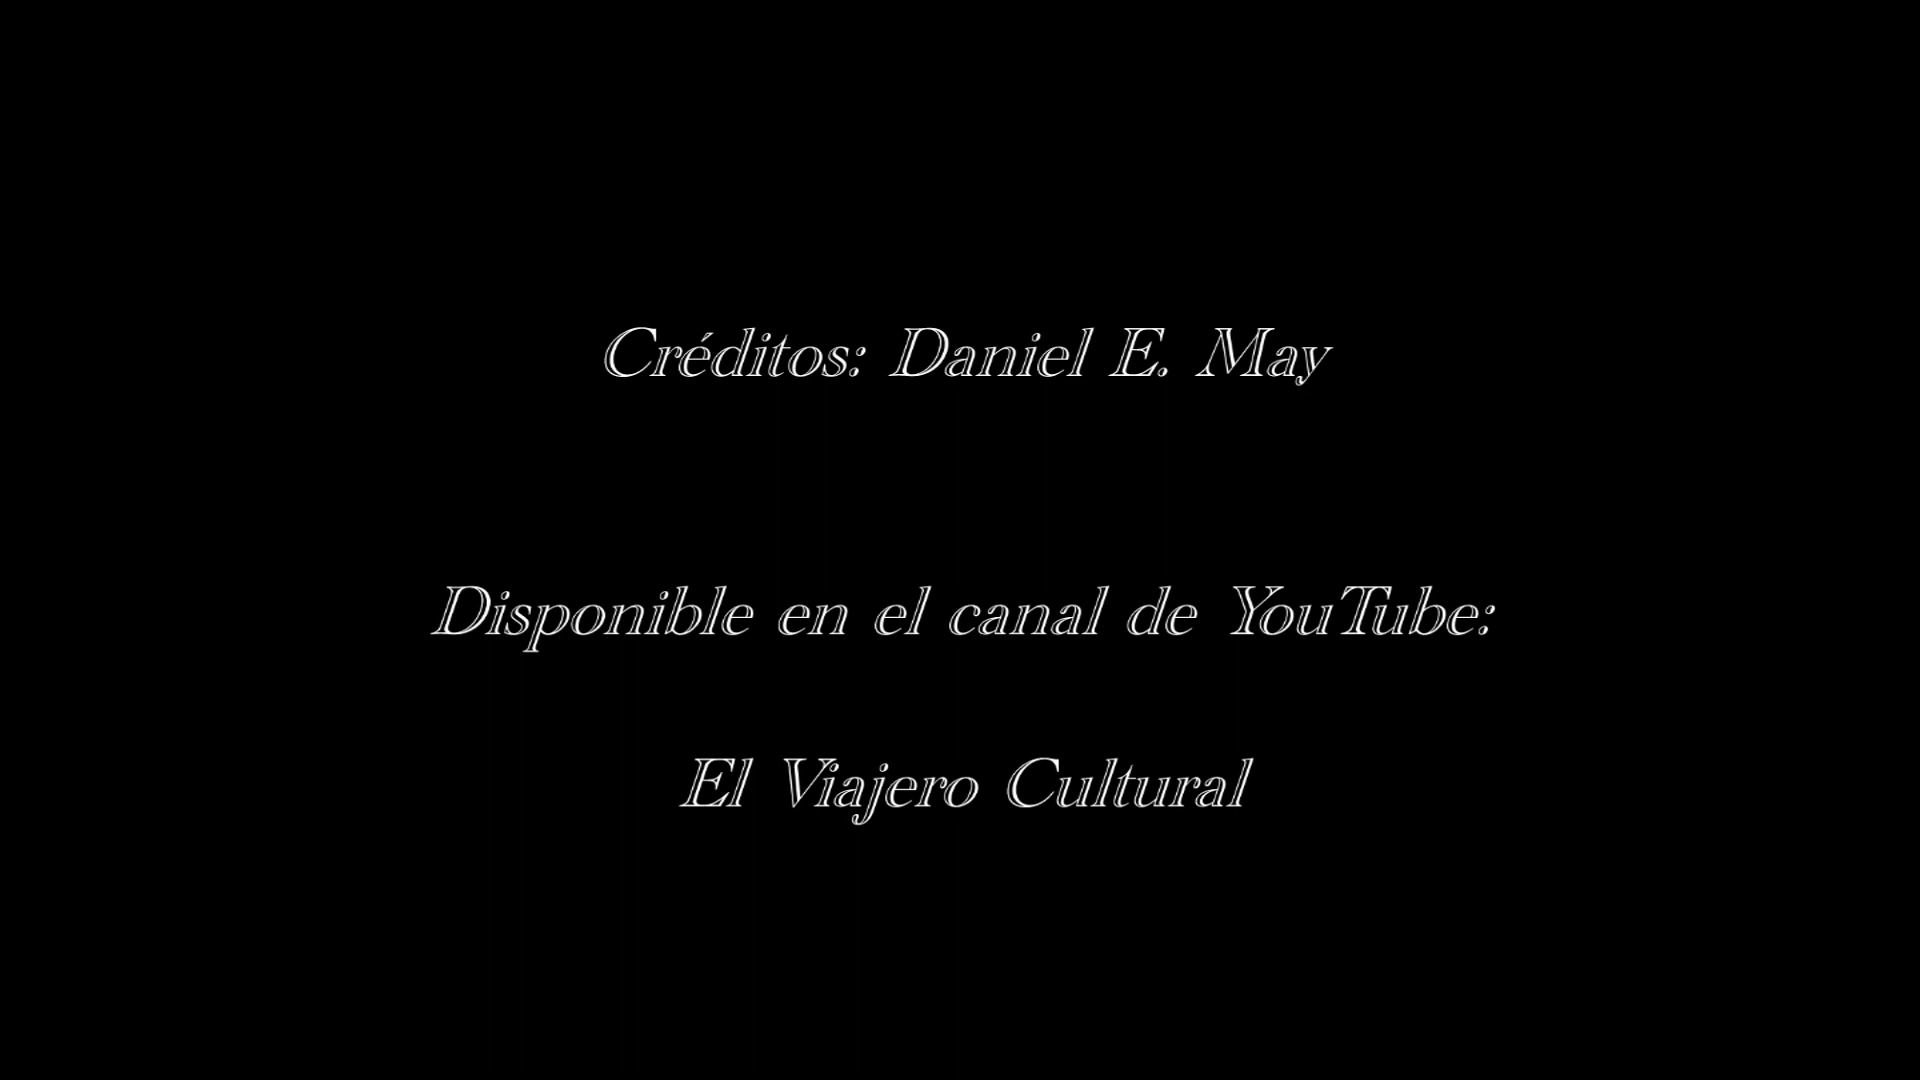 Créditos: Daniel E. May
Disponible en el canal de YouTube:
El Viajero Cultural